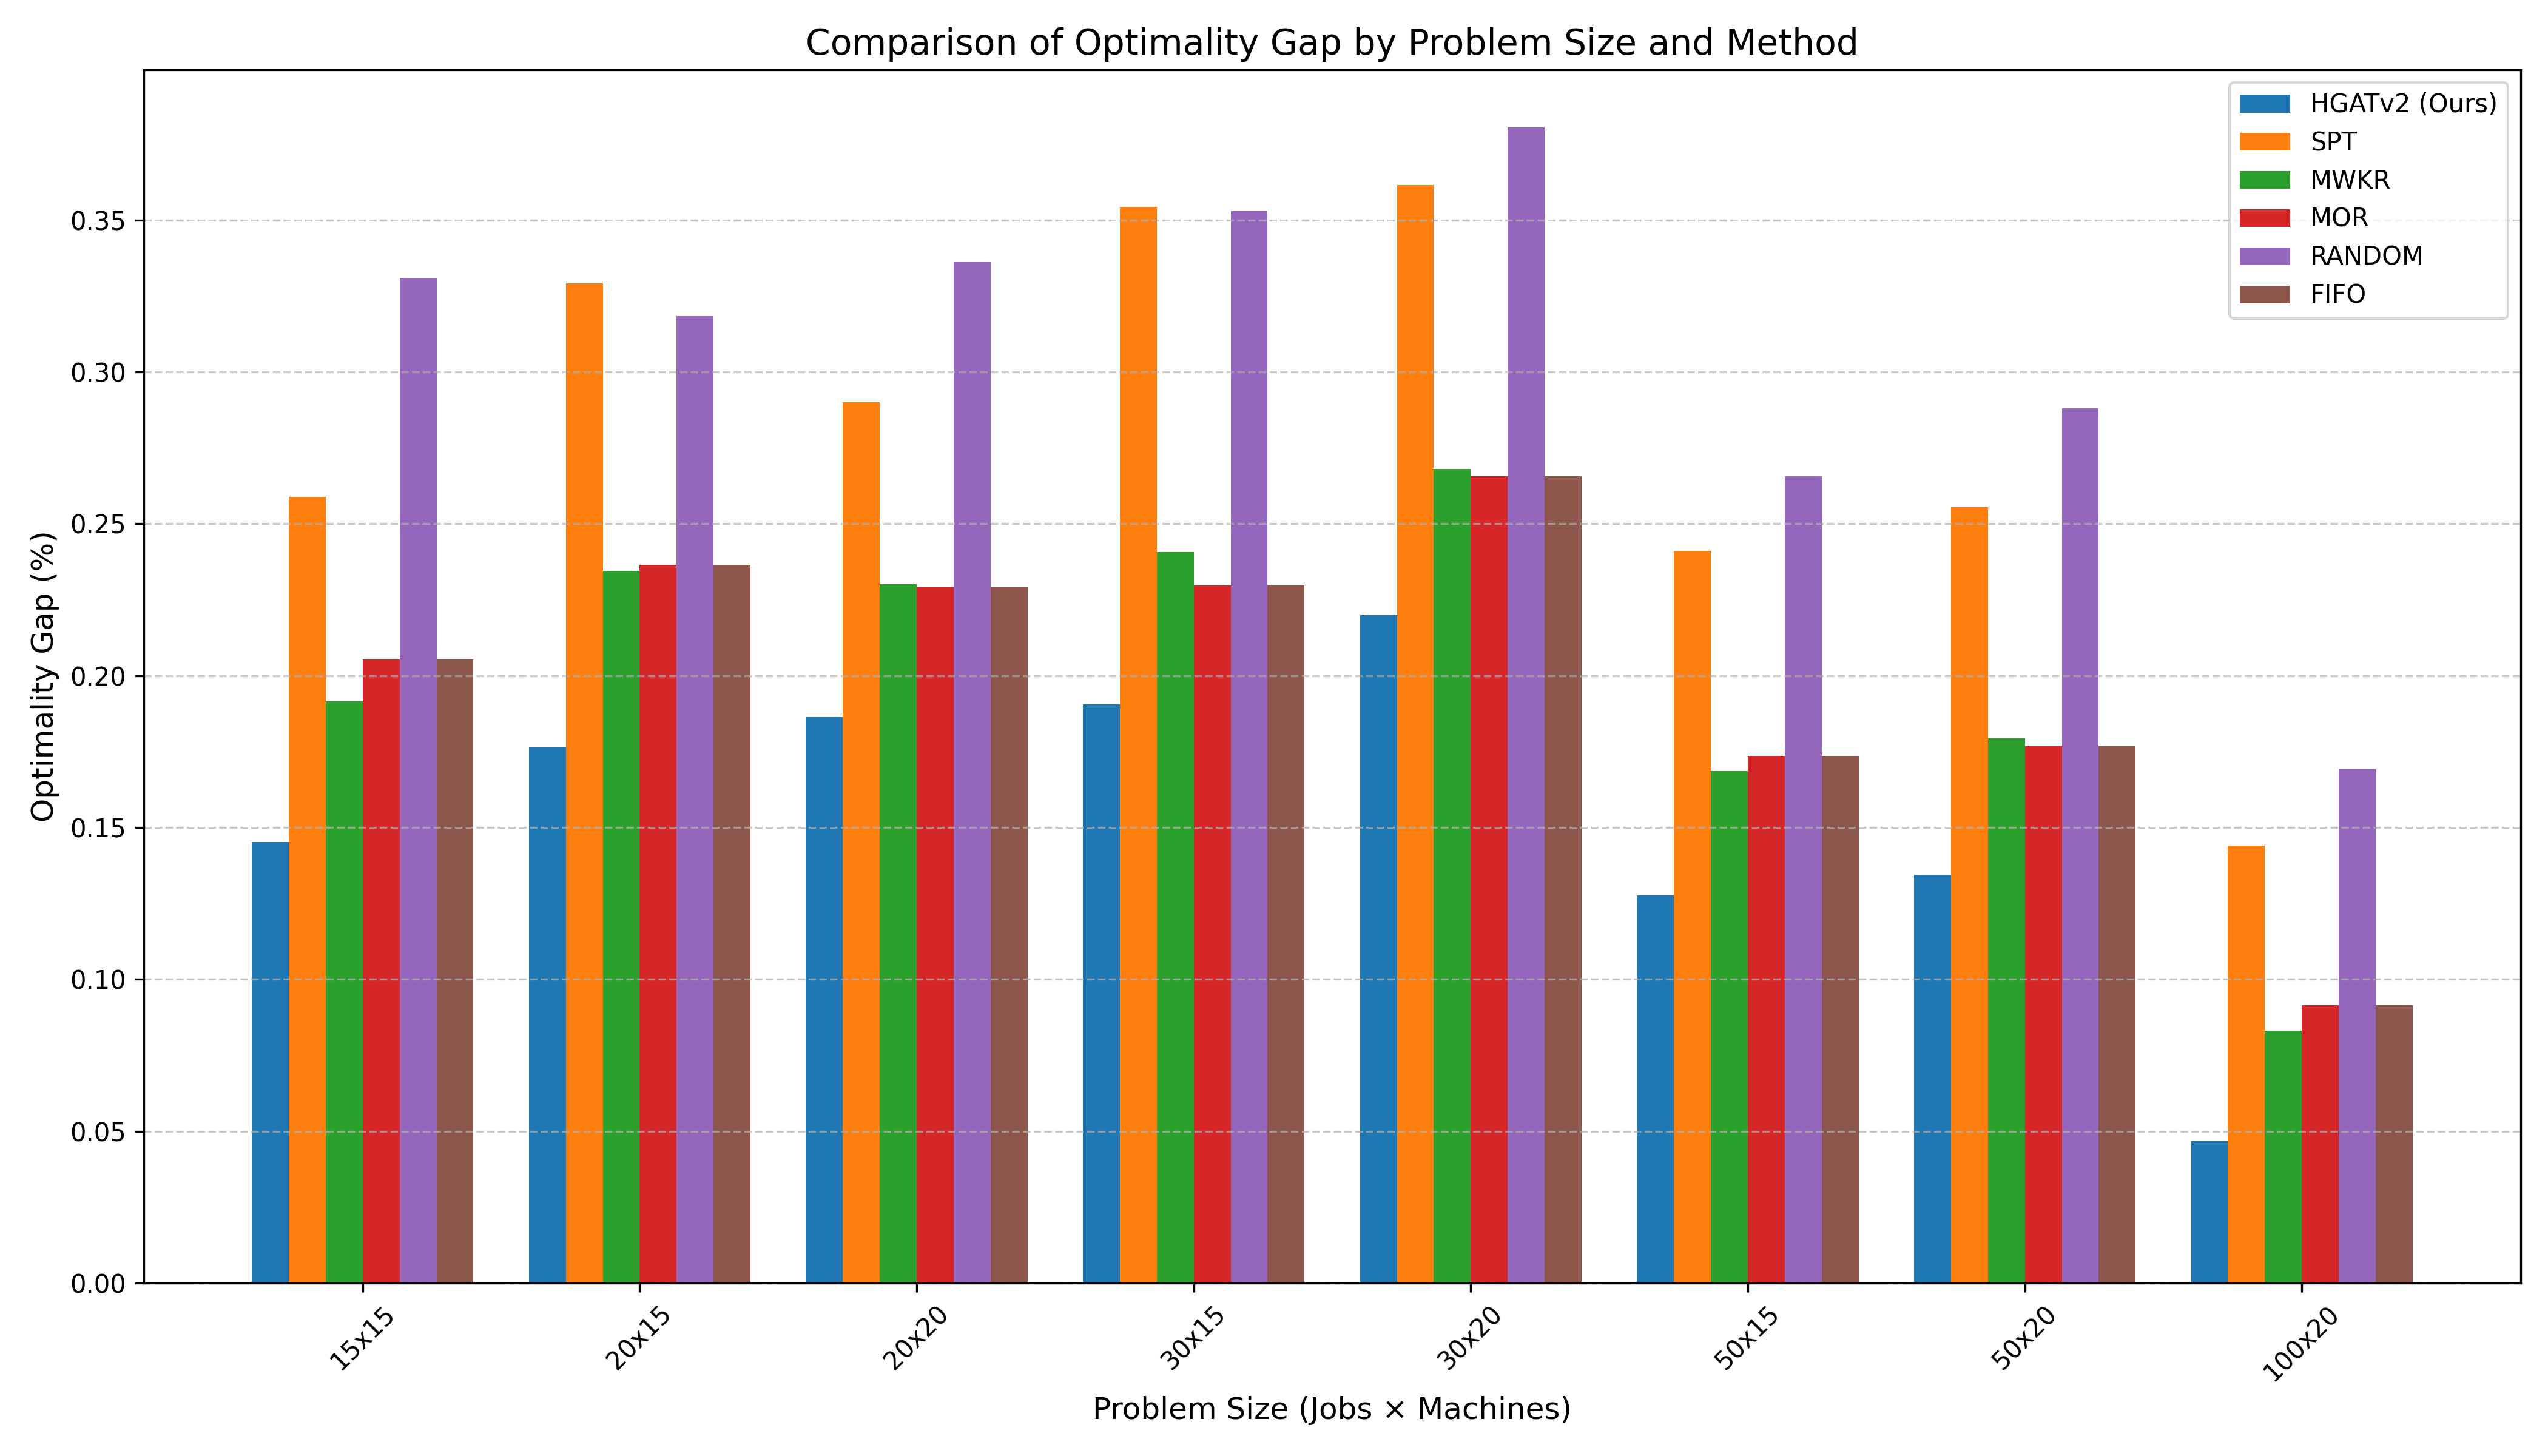 Comparison of Optimality Gap by Problem Size and Method
HGATv2 (Ours)
SPT
MWKR
MOR
RANDOM
FIFO
Optimality Gap (%)
0.35
0.30
0.25
0.20
0.15
0.10
0.05
0.00
15x15
20x15
20x20
30x15
30x20
50x15
50x20
100x20
Problem Size (Jobs × Machines)